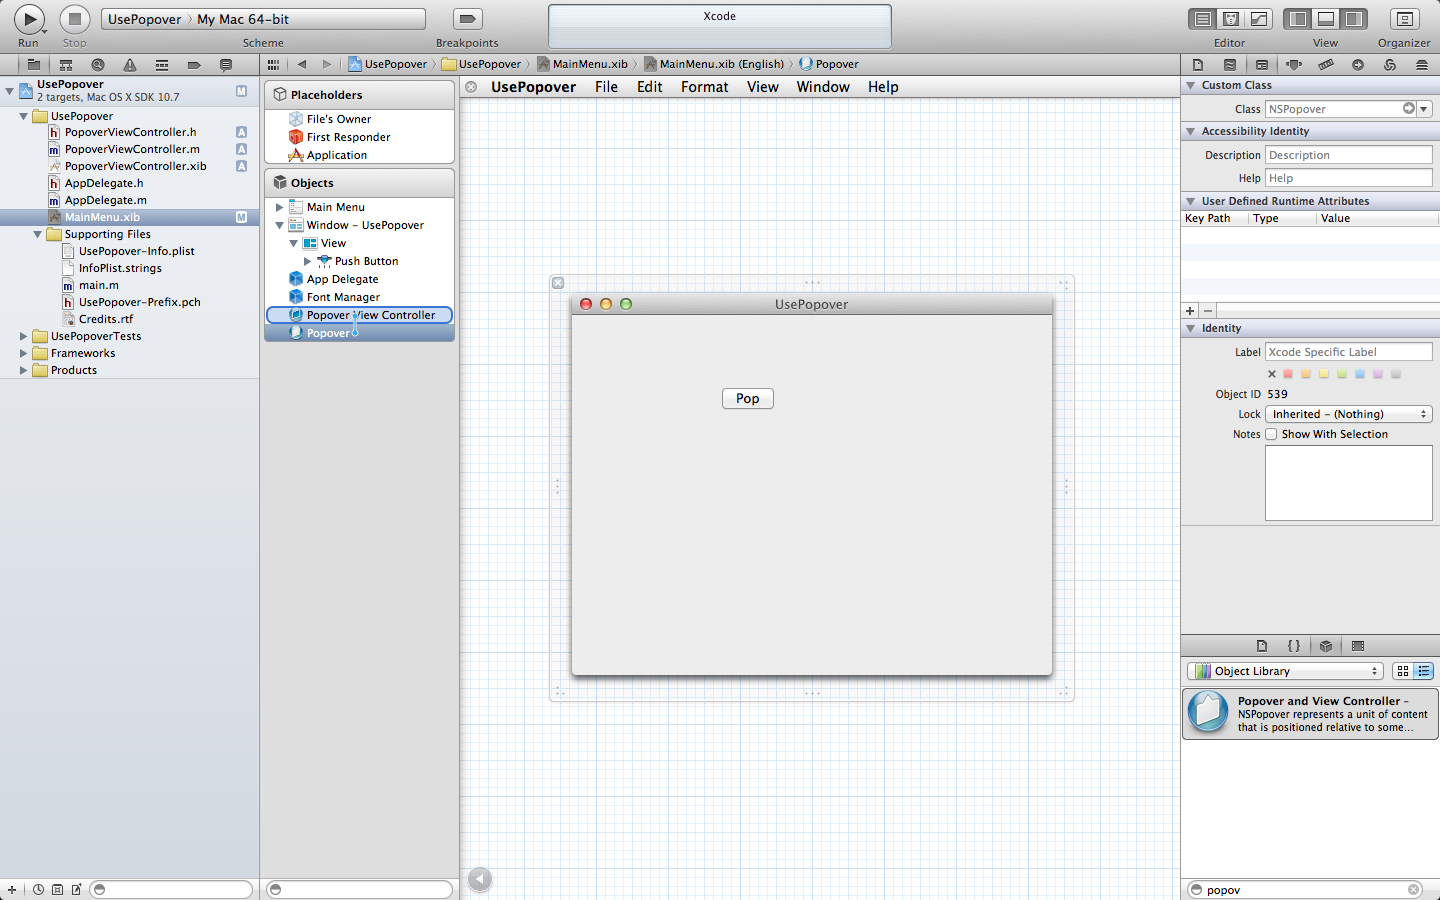 UsePopover › My Mac 64-bit
Xcode
Run
Stop
Scheme
Breakpoints
Editor
View
Organizer
UsePopover
2 targets, Mac OS X SDK 10.7
M
UsePopover
PopoverViewController.h
A
PopoverViewController.m
A
PopoverViewController.xib
A
AppDelegate.h
AppDelegate.m
MainMenu.xib
M
Supporting Files
UsePopover-Info.plist
InfoPlist.strings
main.m
UsePopover-Prefix.pch
Credits.rtf
UsePopoverTests
Frameworks
Products
UsePopover › UsePopover › MainMenu.xib › MainMenu.xib (English) › Popover
Placeholders
File's Owner
First Responder
Application
Objects
Main Menu
Window - UsePopover
View
Push Button
App Delegate
Font Manager
Popover View Controller
Popover
UsePopover File Edit Format View Window Help
UsePopover
Pop
Custom Class
Class NSPopover
Accessibility Identity
Description Description
Help Help
User Defined Runtime Attributes
Key Path Type Value
Identity
Label Xcode Specific Label
Object ID 539
Lock Inherited - (Nothing)
Notes Show With Selection
Object Library
Popover and View Controller -
NSPopover represents a unit of content
that is positioned relative to some...
popov